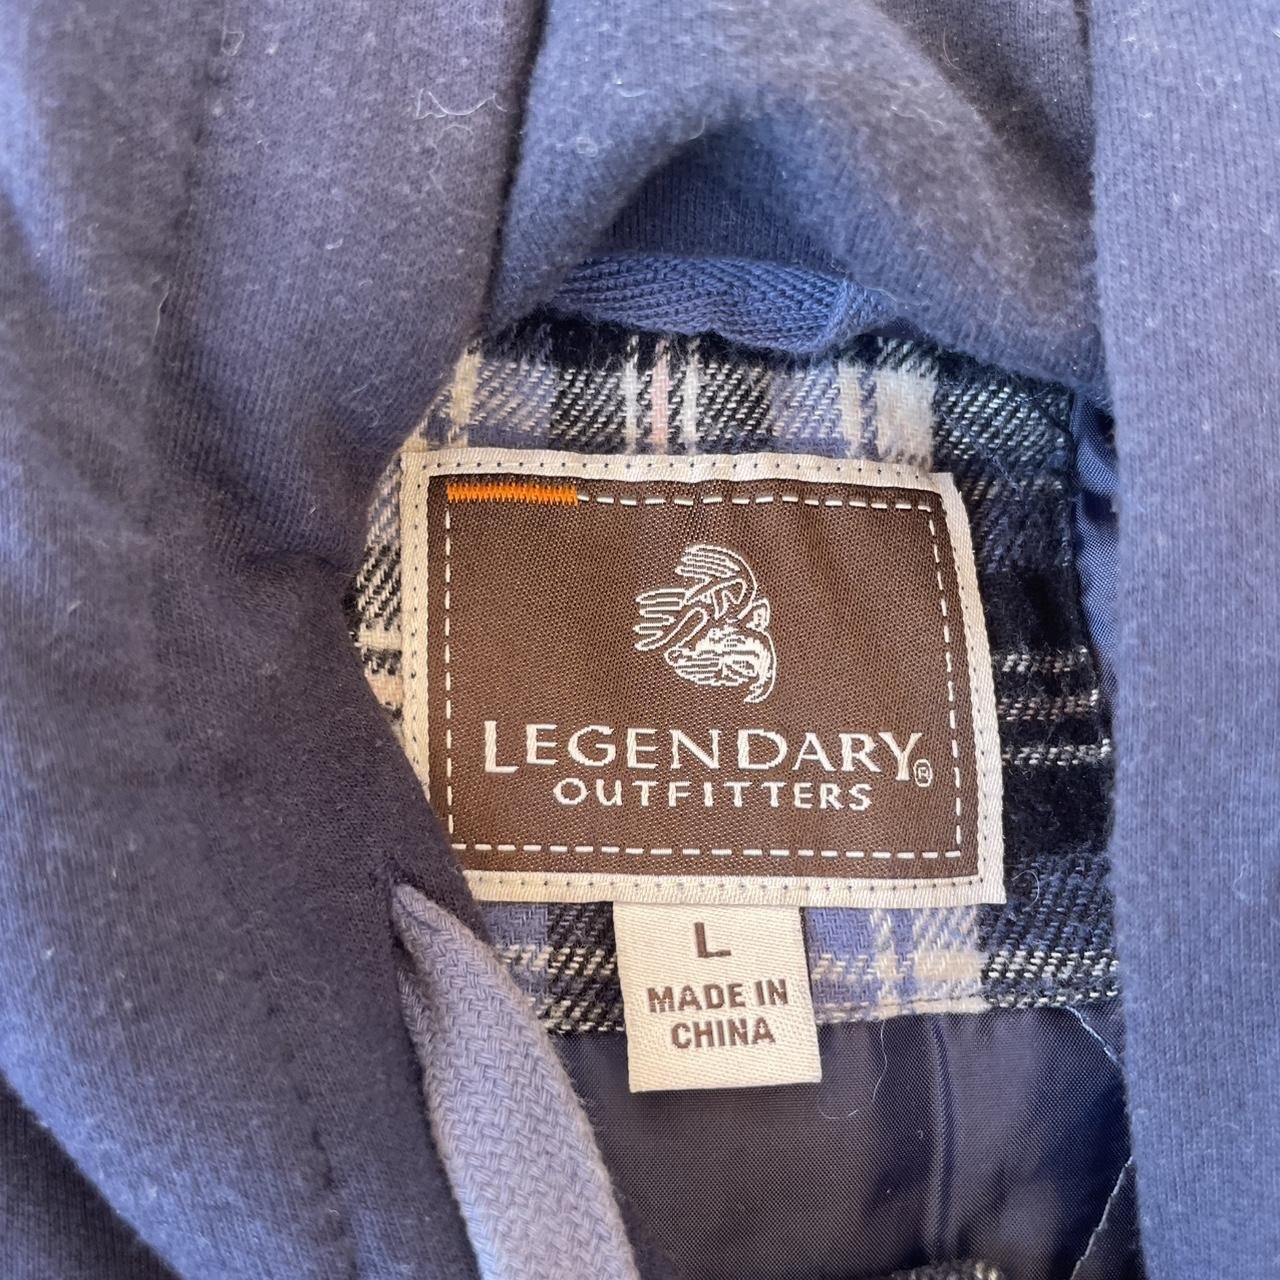 LEGENDARY®
OUTFITTERS
L
MADE IN
CHINA